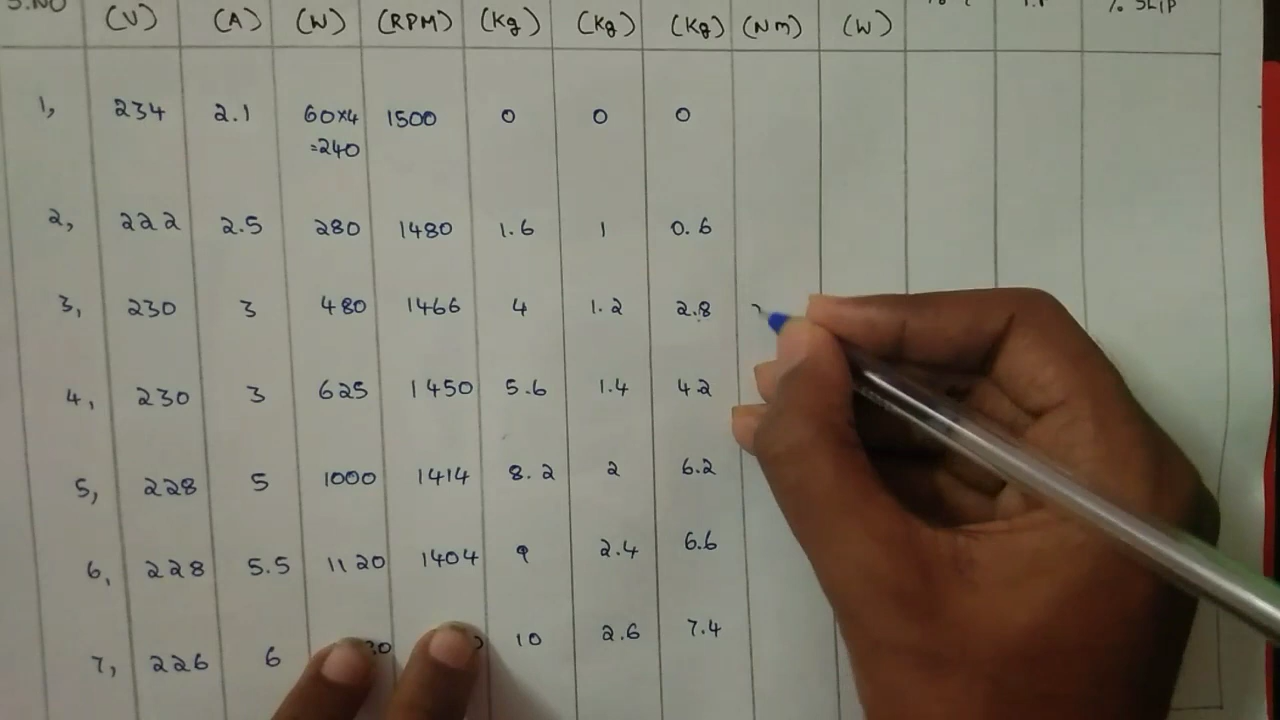 S.NO
% SLIP
(V) (A) (W) (RPM) (Kg) (Kg) (Kg) (Nm) (W)
1, 234 2.1 60x4 1500 0 0 0
=240
2, 222 2.5 280 1480 1.6 1 0.6
3, 230 3 480 1466 4 1.2 2.8
4, 230 3 625 1450 5.6 1.4 42
5, 228 5 1000 1414 8.2 2 6.2
6, 228 5.5 1120 1404 9 2.4 6.6
7, 226 6 10 2.6 7.4